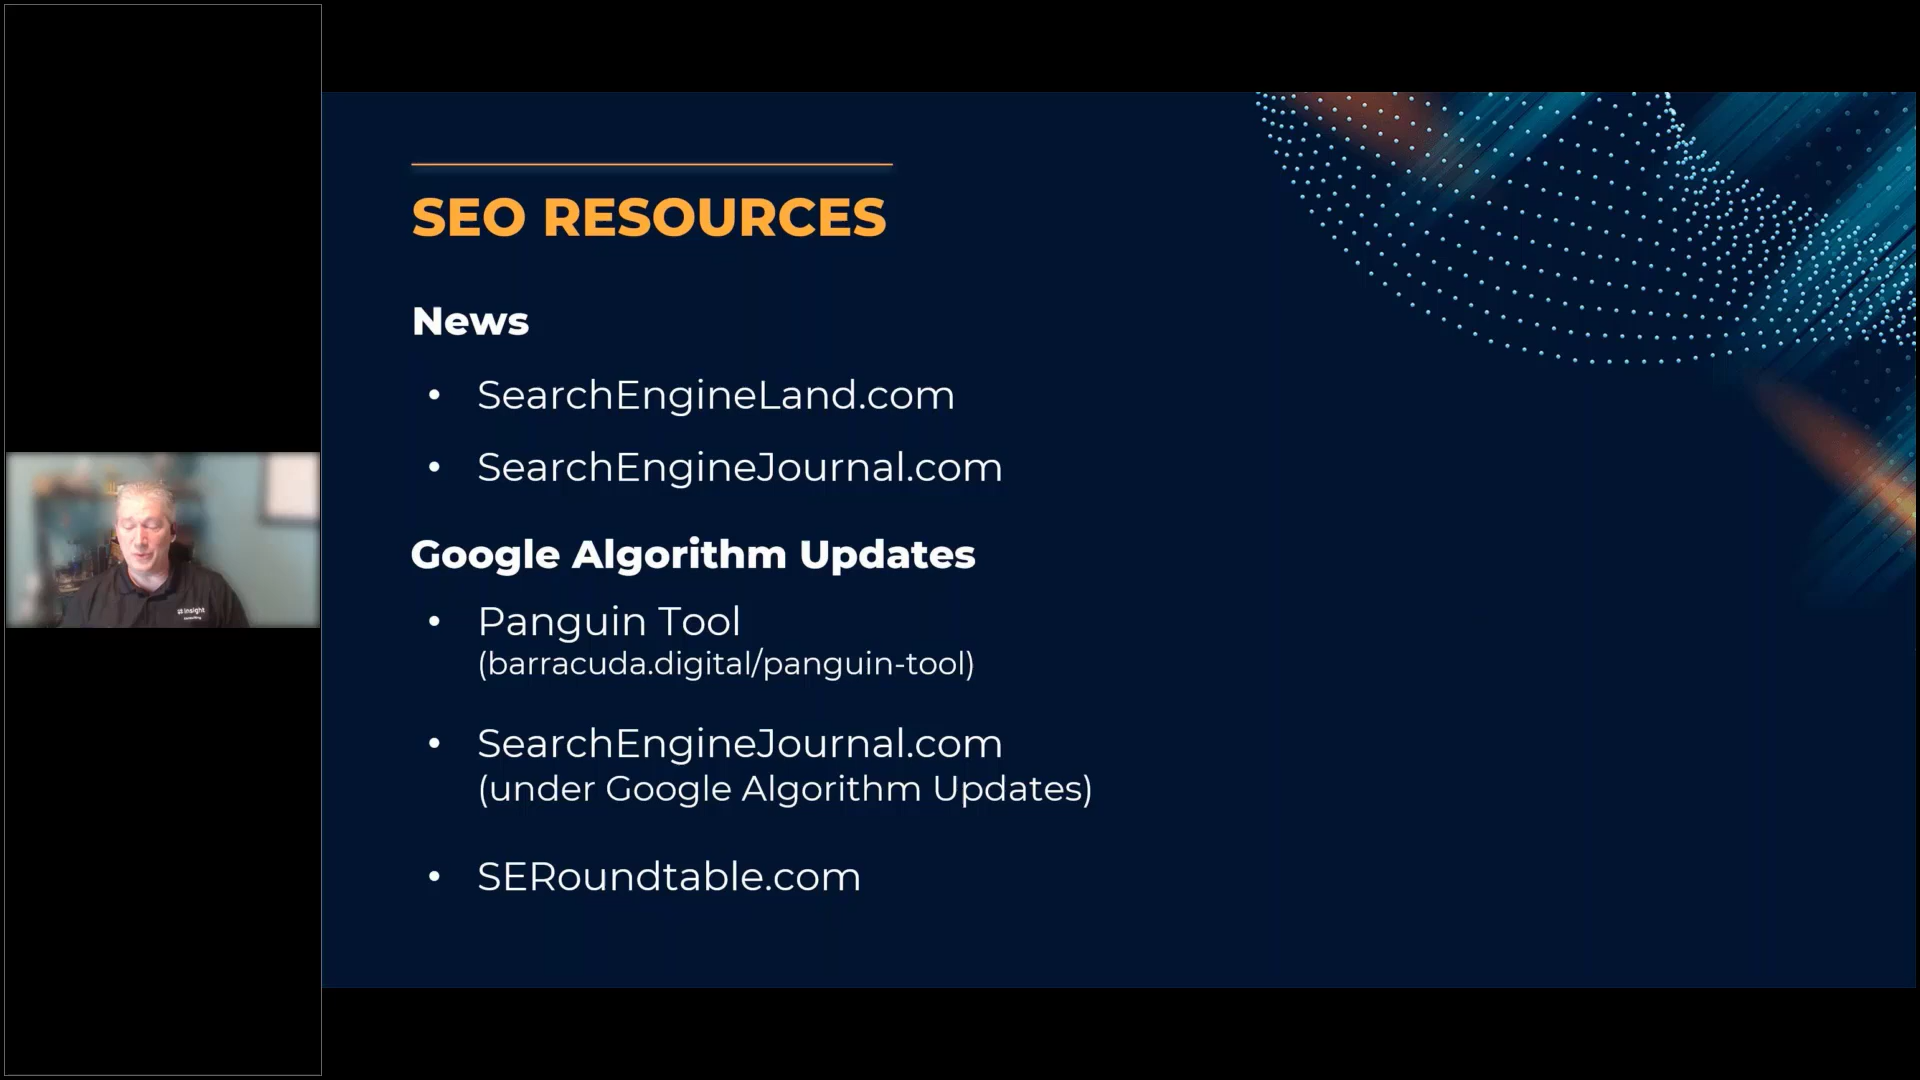 SEO RESOURCES
News
• SearchEngineLand.com
• SearchEngineJournal.com
Google Algorithm Updates
• Panguin Tool
(barracuda.digital/panguin-tool)
• SearchEngineJournal.com
(under Google Algorithm Updates)
• SERoundtable.com
insight